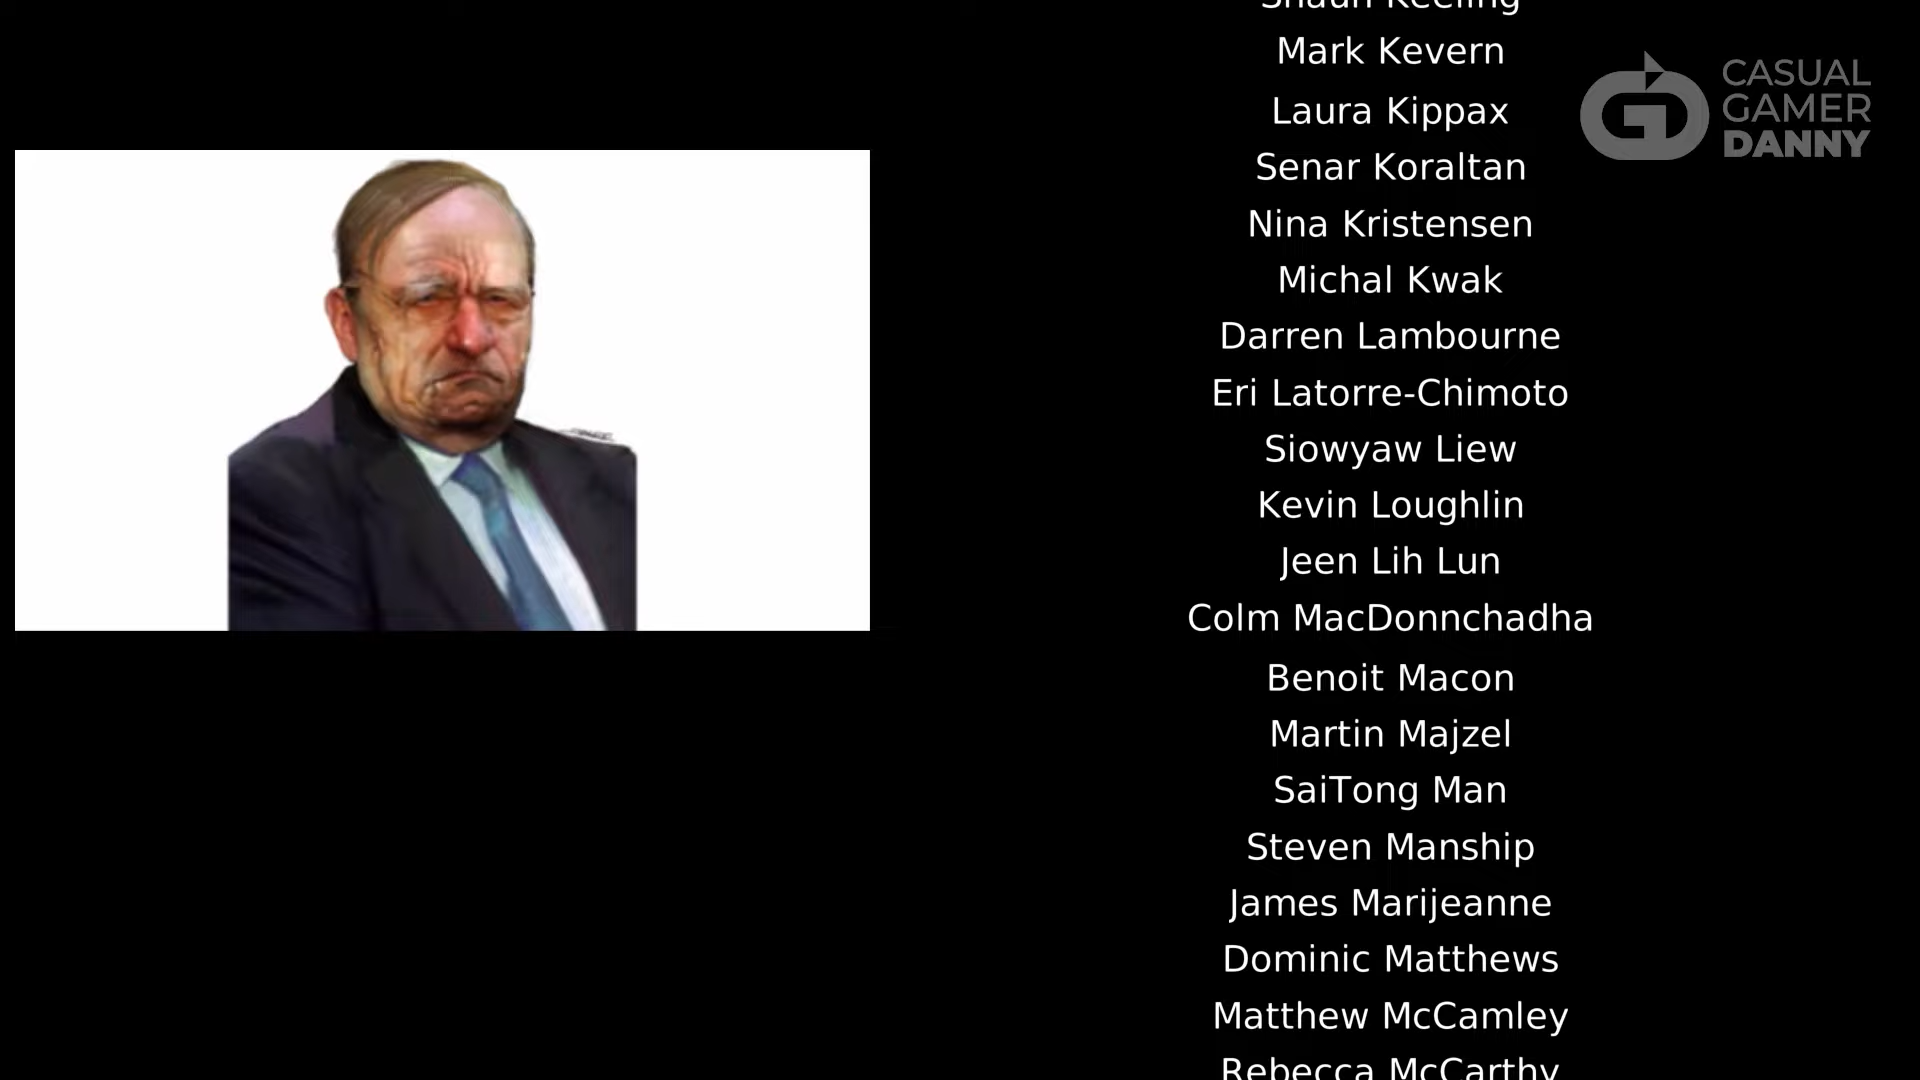 Shaun Keeling
Mark Kevern
Laura Kippax
Senar Koraltan
Nina Kristensen
Michal Kwak
Darren Lambourne
Eri Latorre-Chimoto
Siowyaw Liew
Kevin Loughlin
Jeen Lih Lun
Colm MacDonnchadha
Benoit Macon
Martin Majzel
SaiTong Man
Steven Manship
James Marijeanne
Dominic Matthews
Matthew McCamley
Rebecca McCarthy
CASUAL
GAMER
DANNY